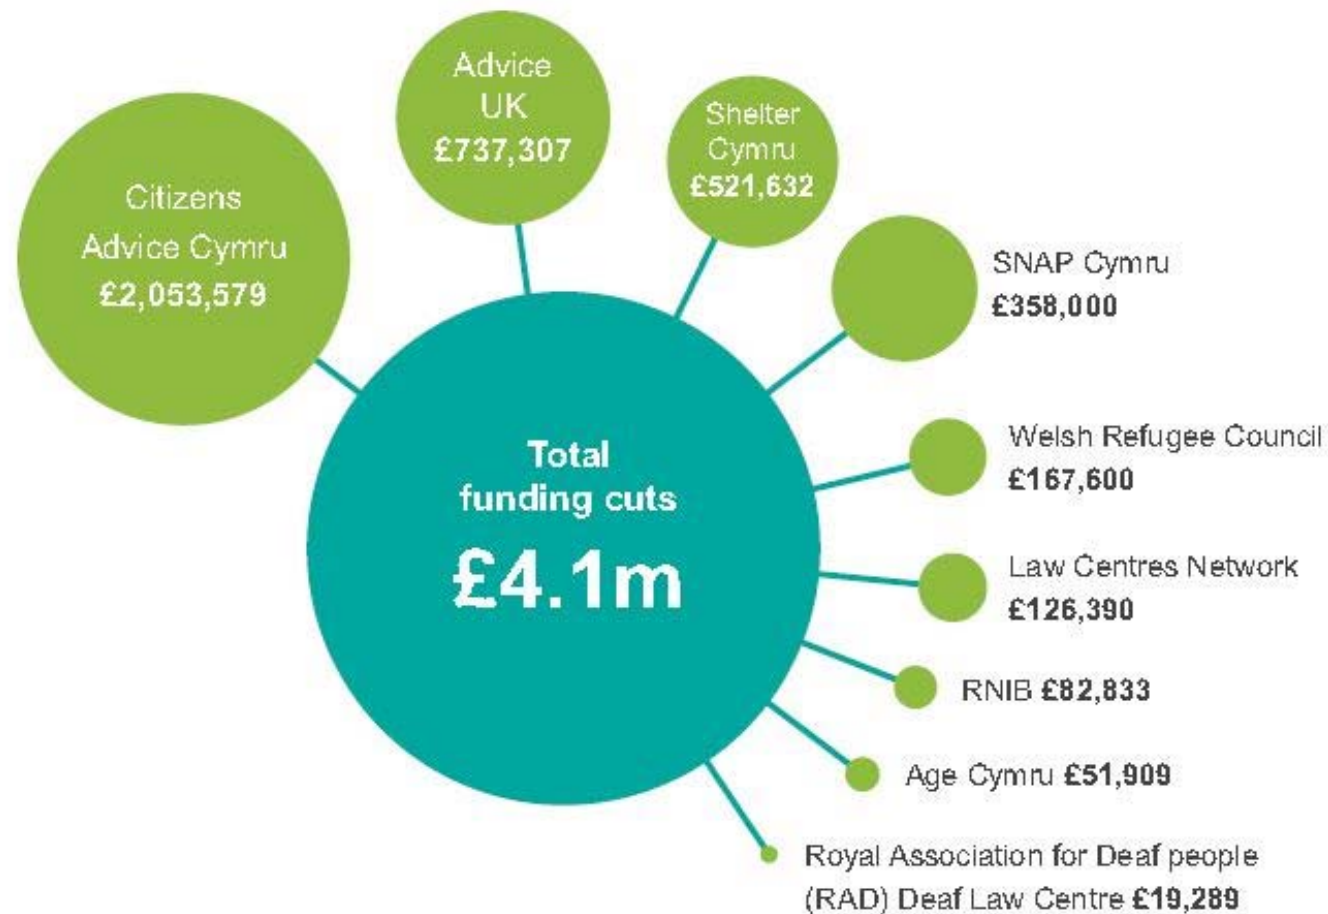 Advice
UK
£737,307
Shelter
Cymru
£521,632
Citizens
Advice Cymru
£2,053,579
SNAP Cymru
£358,000
Welsh Refugee Council
£167,600
Total
funding cuts
£4.1m
Law Centres Network
£126,390
RNIB £82,833
Age Cymru £51,909
Royal Association for Deaf people
(RAD) Deaf Law Centre £19,289